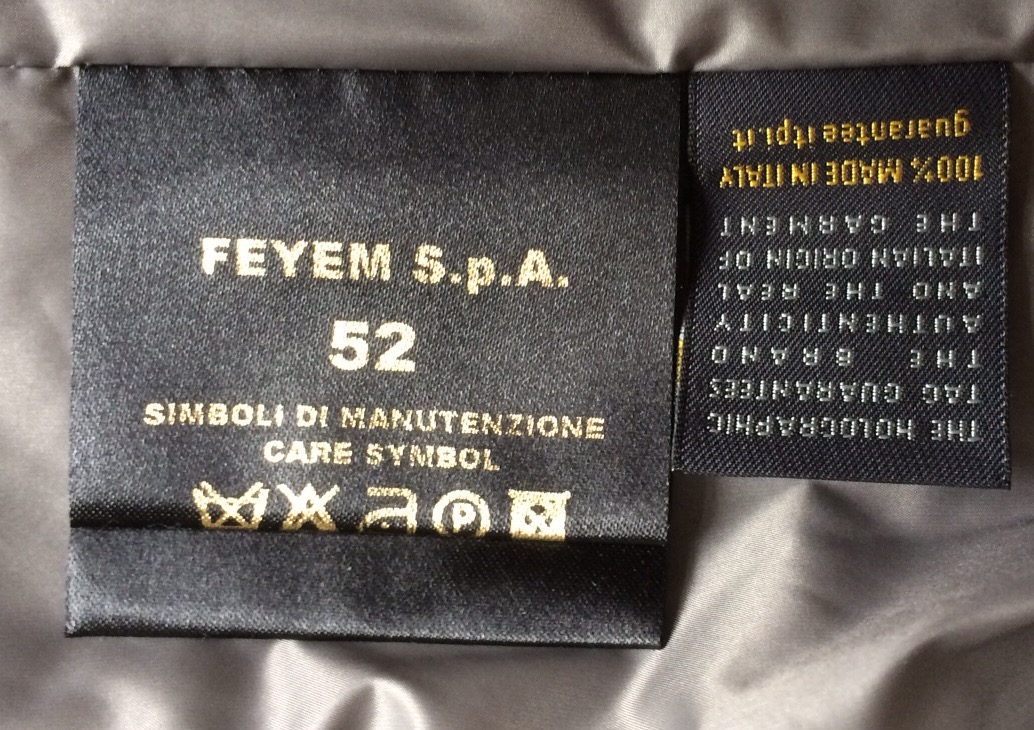 FEYEM S.p.A.
52
SIMBOLI DI MANUTENZIONE
CARE SYMBOL
P
THE HOLOGRAPHIC
TAG GUARANTEES
THE BRAND
AUTHENTICITY
AND THE REAL
ITALIAN ORIGIN OF
THE GARMENT
100% MADE IN ITALY
guarantee itpi.it